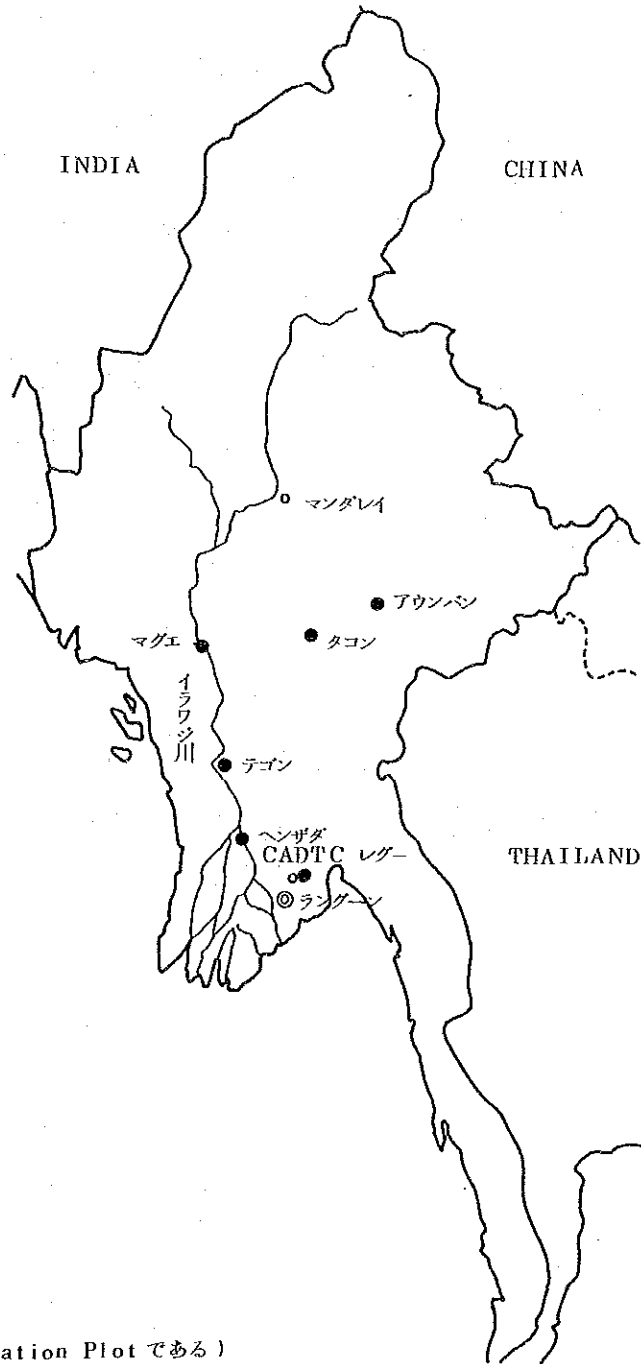 INDIA
CHINA
マンダレイ
アウンバン
タコン
マグエ
イラワジ川
テゴン
ヘンザダ
CADTC レグー
THAILAND
ラングーン
ation Plot である)